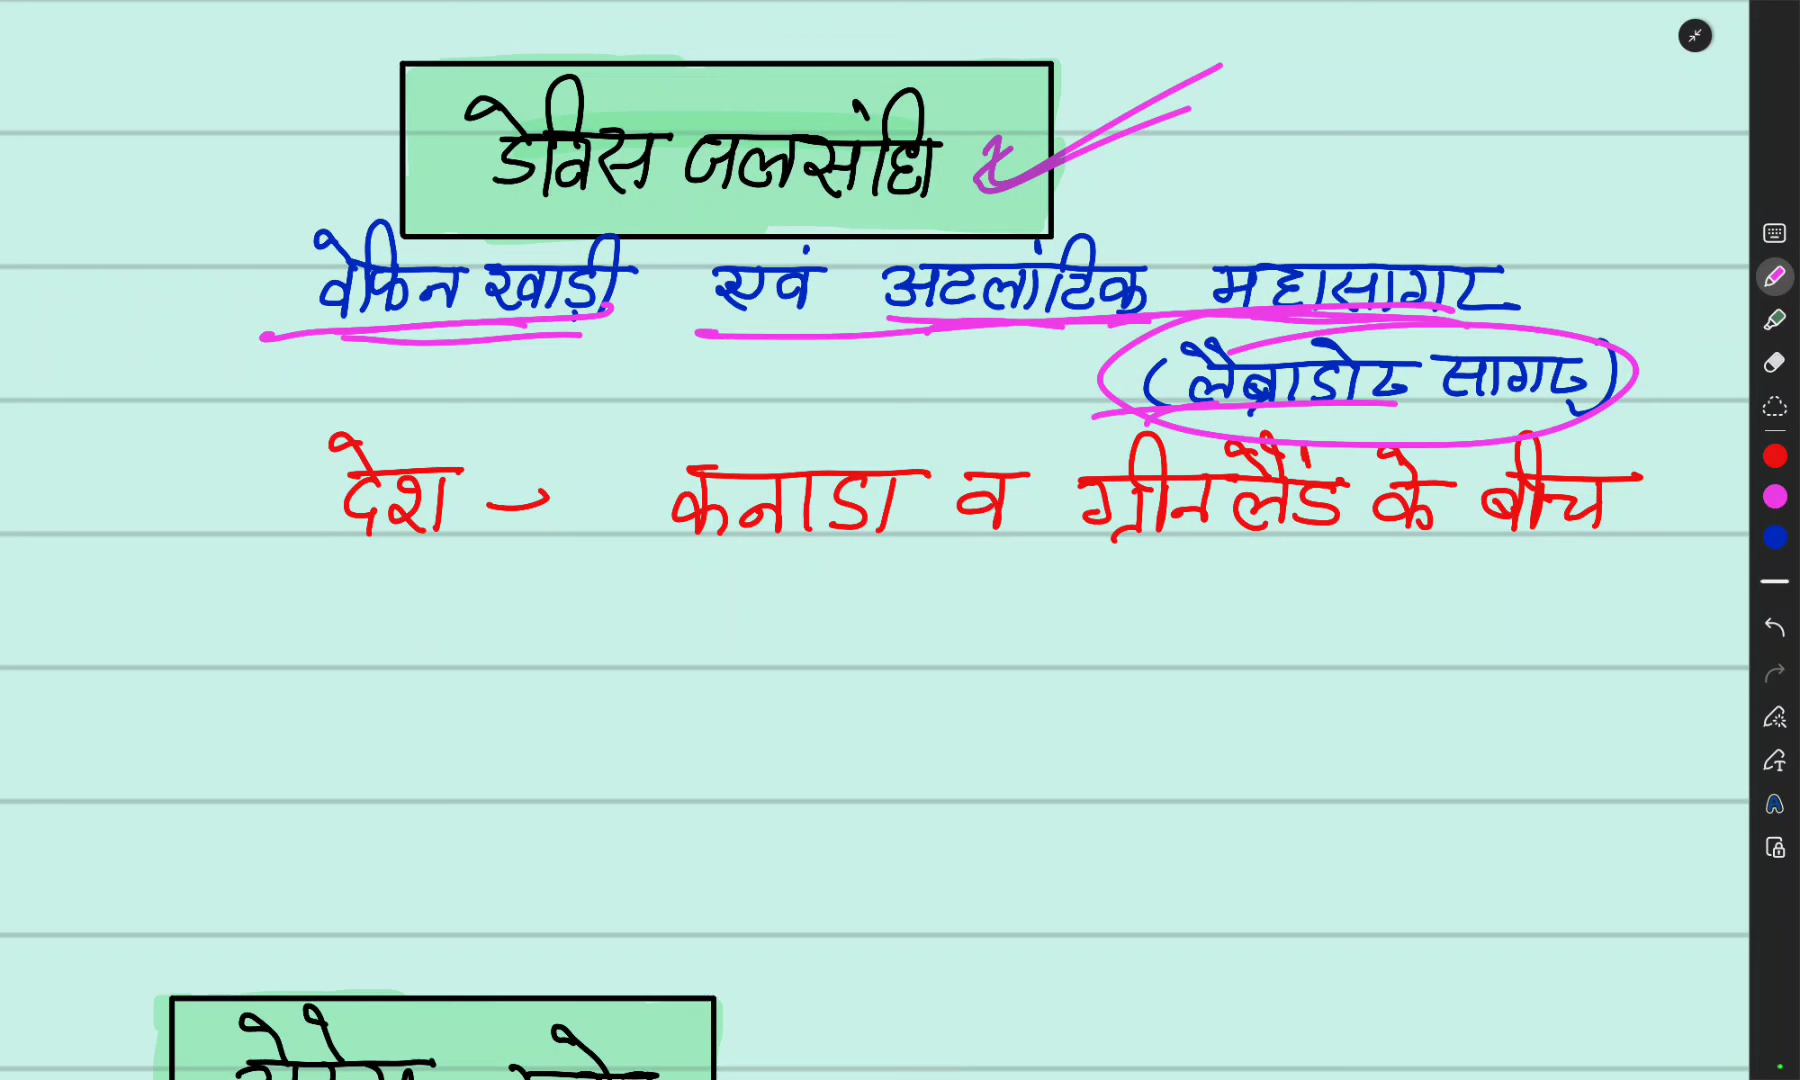 डेविस जलसंधि
वेफिन खाड़ी एवं अटलांटिक महासागर
(लैब्राडोर सागर)
देश - कनाडा व ग्रीनलैंड के बीच